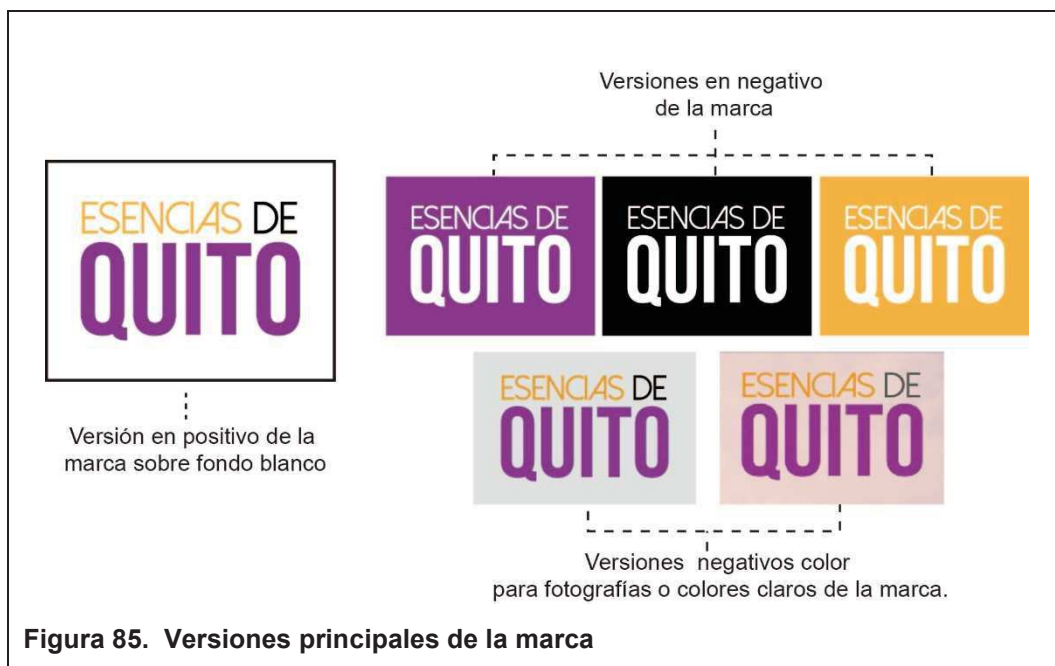 Versiones en negativo
de la marca
ESENCIAS DE
QUITO
Versión en positivo de la
marca sobre fondo blanco
ESENCIAS DE
QUITO
ESENCIAS DE
QUITO
ESENCIAS DE
QUITO
ESENCIAS DE
QUITO
ESENCIAS DE
QUITO
Versiones negativos color
para fotografías o colores claros de la marca.
Figura 85. Versiones principales de la marca